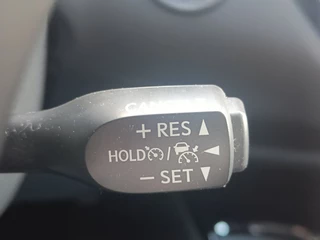 + RES ▲
HOLD / ◀
− SET ▼